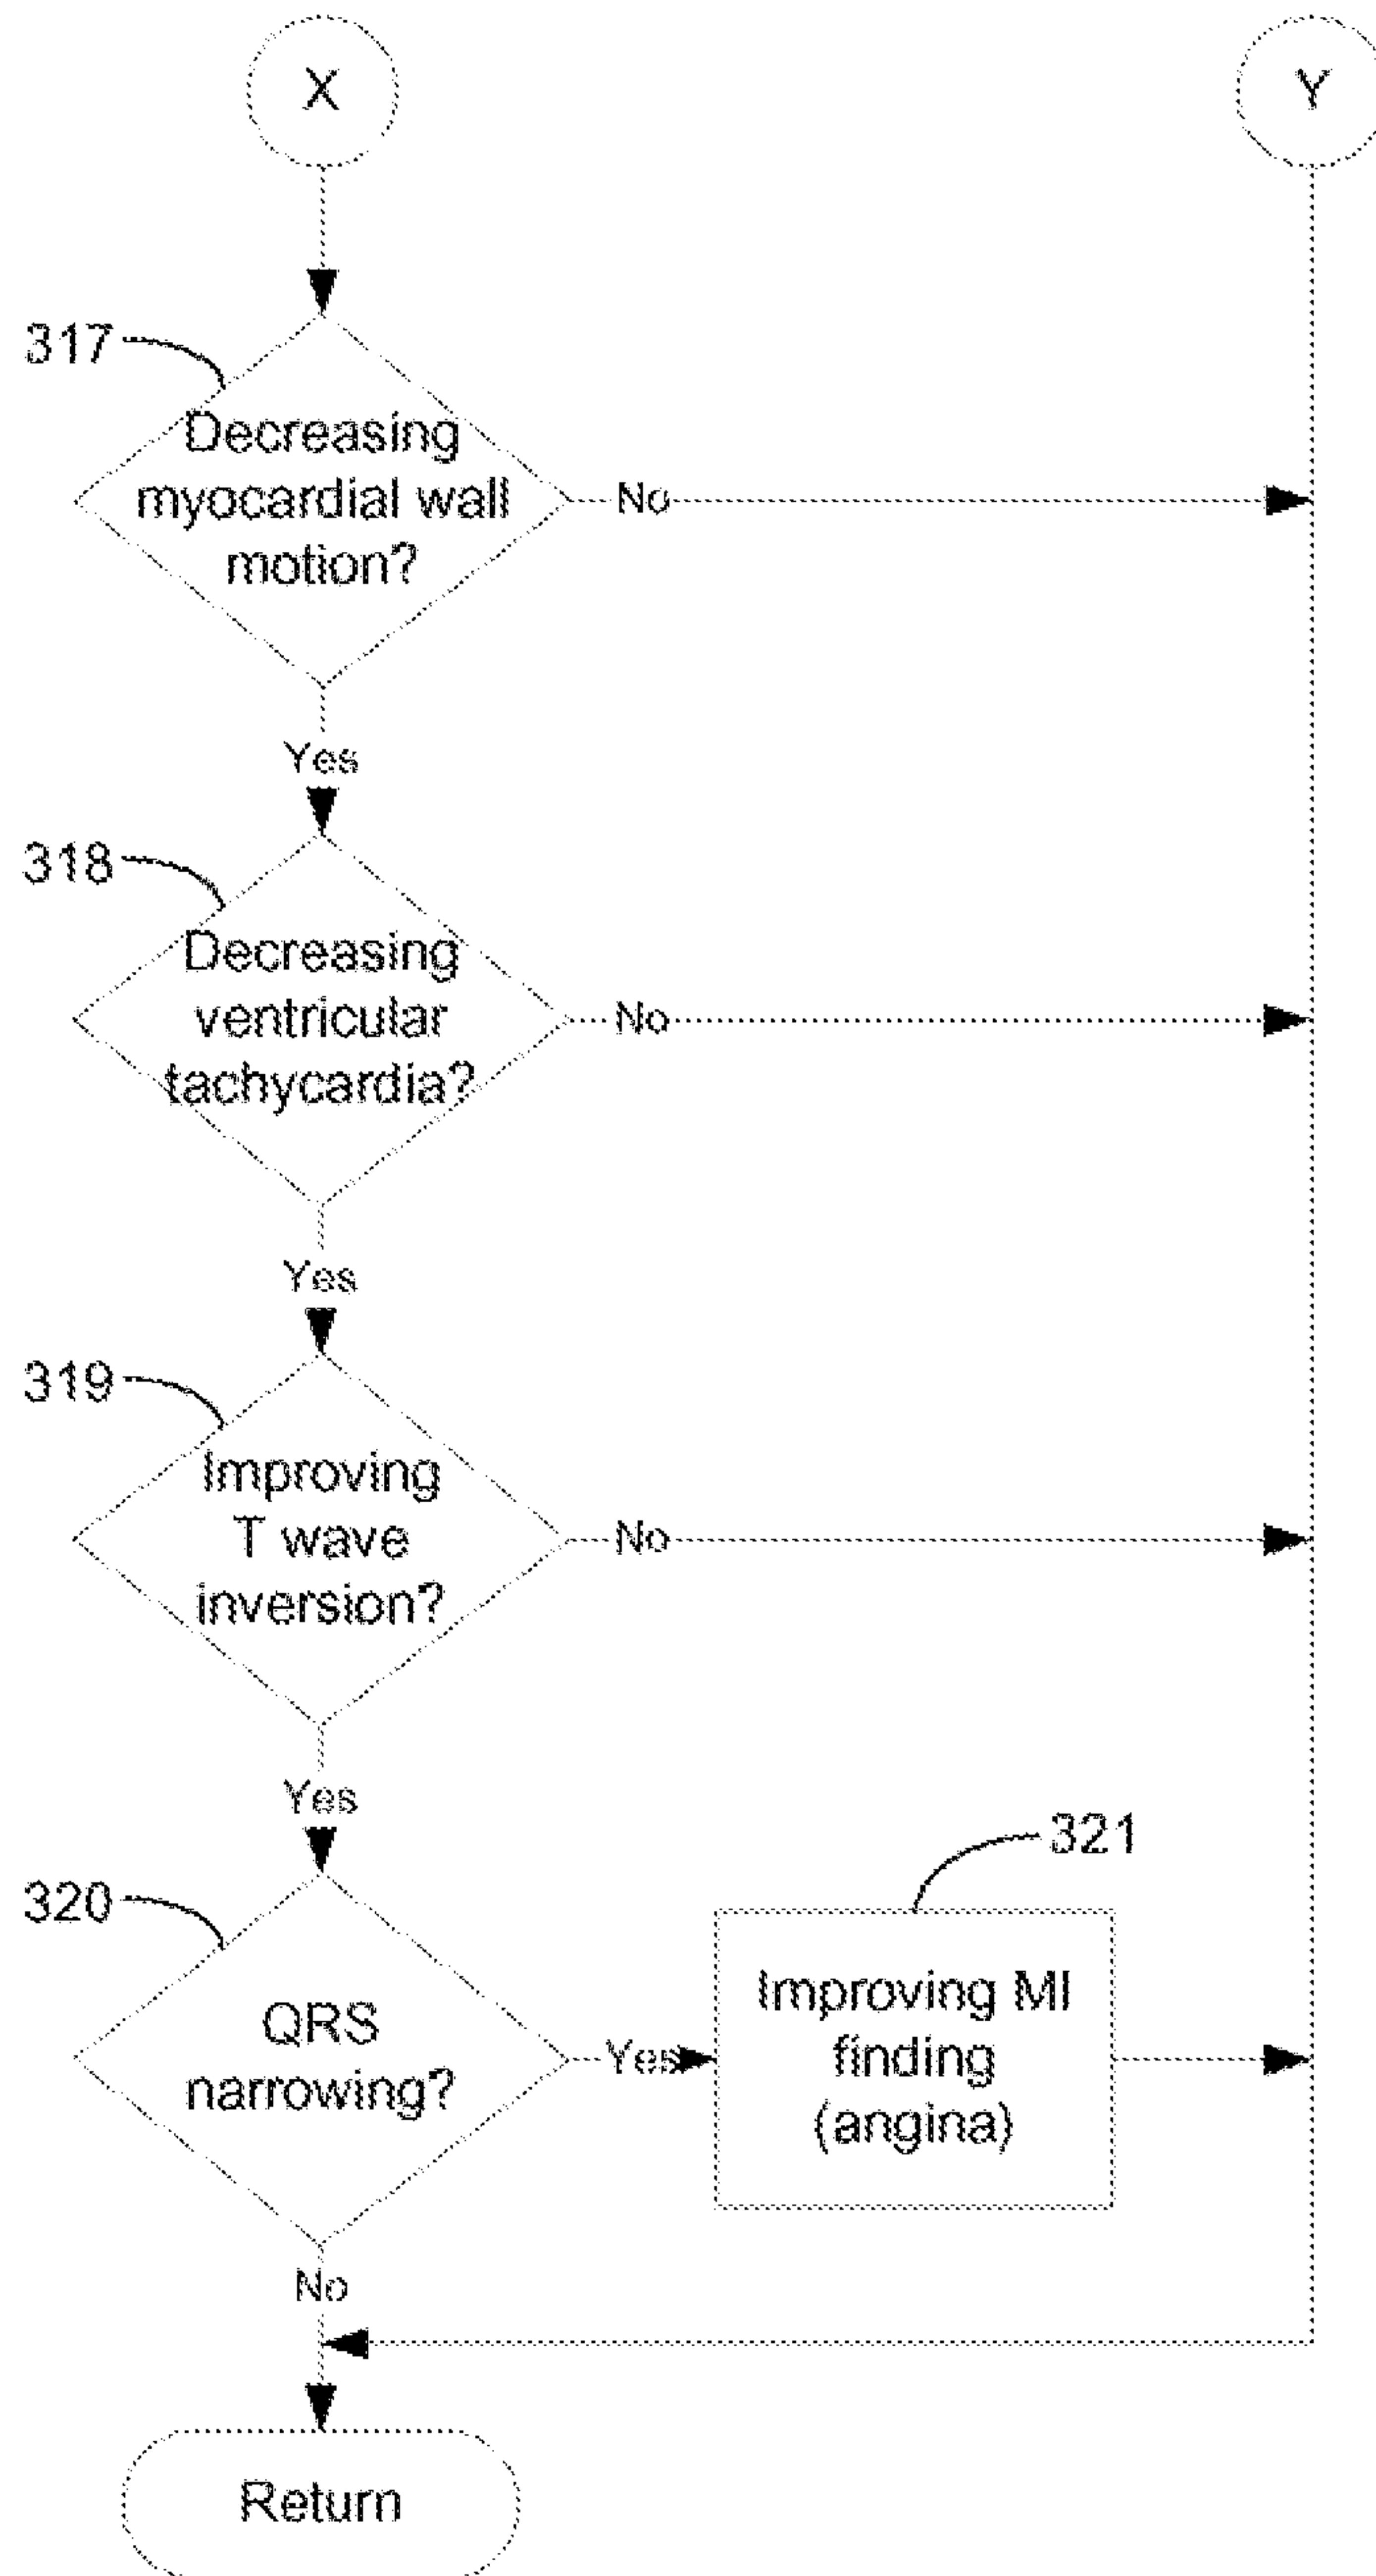 X
Y
317
Decreasing
myocardial wall
motion?
No
Yes
318
Decreasing
ventricular
tachycardia?
No
Yes
319
Improving
T wave
inversion?
No
Yes
320
QRS
narrowing?
Yes
321
Improving MI
finding
(angina)
No
Return